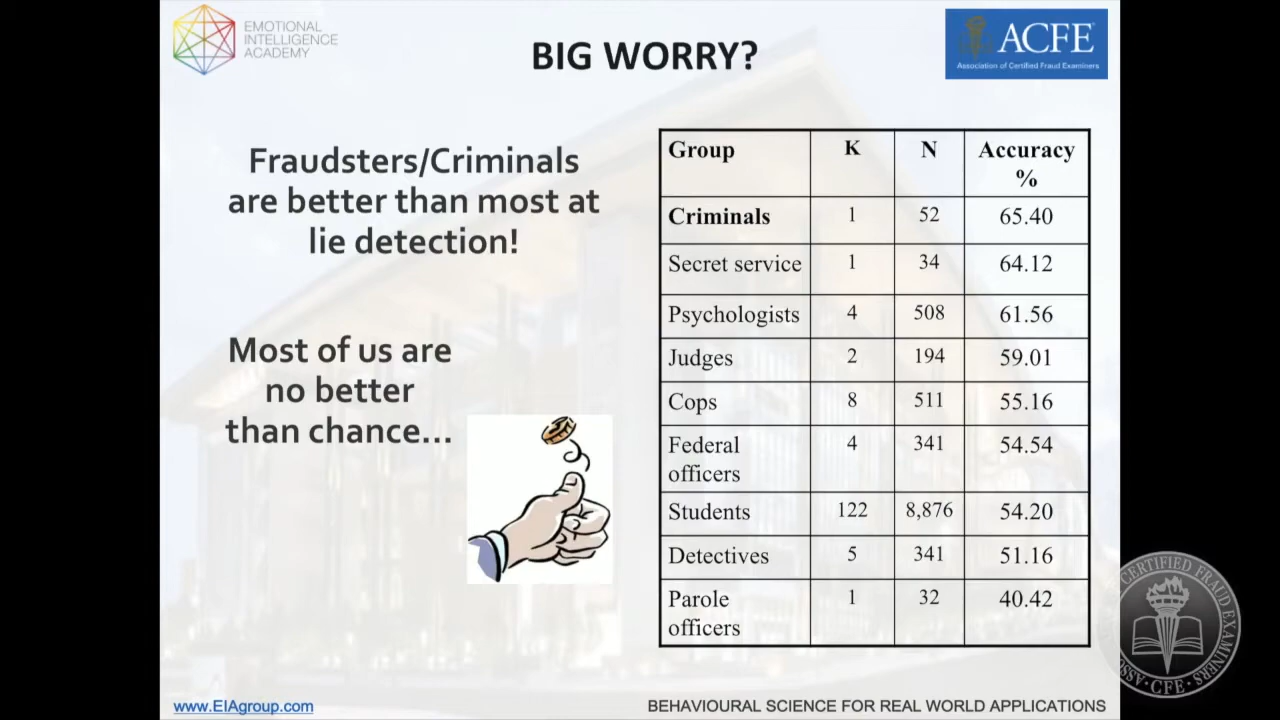 EMOTIONAL
INTELLIGENCE
ACADEMY
BIG WORRY?
ACFE
Association of Certified Fraud Examiners
Fraudsters/Criminals
are better than most at
lie detection!
Most of us are
no better
than chance...
Group K N Accuracy
%
Criminals 1 52 65.40
Secret service 1 34 64.12
Psychologists 4 508 61.56
Judges 2 194 59.01
Cops 8 511 55.16
Federal
officers 4 341 54.54
Students 122 8,876 54.20
Detectives 5 341 51.16
Parole
officers 1 32 40.42
www.EIAgroup.com
BEHAVIOURAL SCIENCE FOR REAL WORLD APPLICATIONS
CERTIFIED FRAUD EXAMINERS
CFE